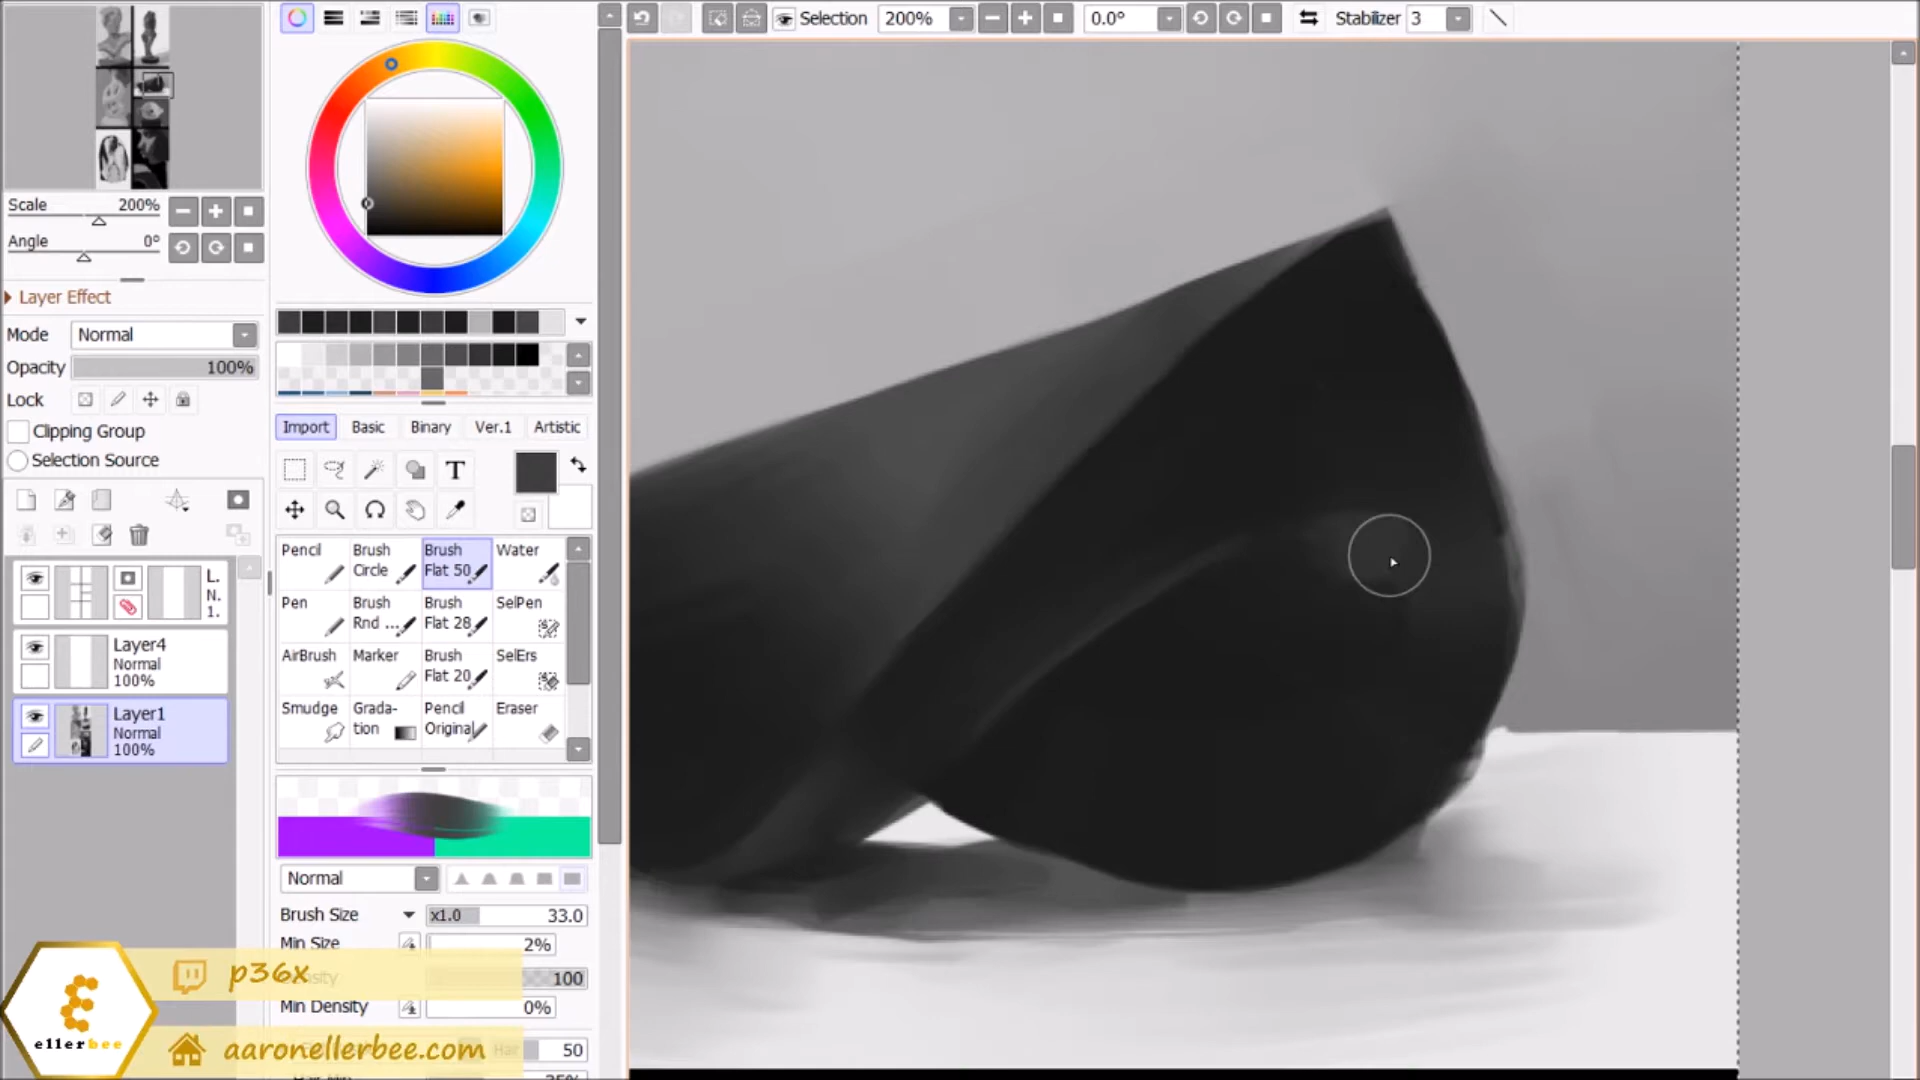 Selection 200% 0.0° Stabilizer 3
Scale 200%
Angle 0°
Layer Effect
Mode Normal
Opacity 100%
Lock
Clipping Group
Selection Source
L.
N.
1.
Layer4
Normal
100%
Layer1
Normal
100%
Import Basic Binary Ver.1 Artistic
T
Pencil Brush Circle Brush Flat 50 Water
Pen Brush Rnd ... Brush Flat 28 SelPen
AirBrush Marker Brush Flat 20 SelErs
Smudge Grada-tion Pencil Original Eraser
Normal
Brush Size x1.0 33.0
Min Size 2%
100
Min Density 0%
Hair 50
35%
p36x
aaronellerbee.com
ellerbee